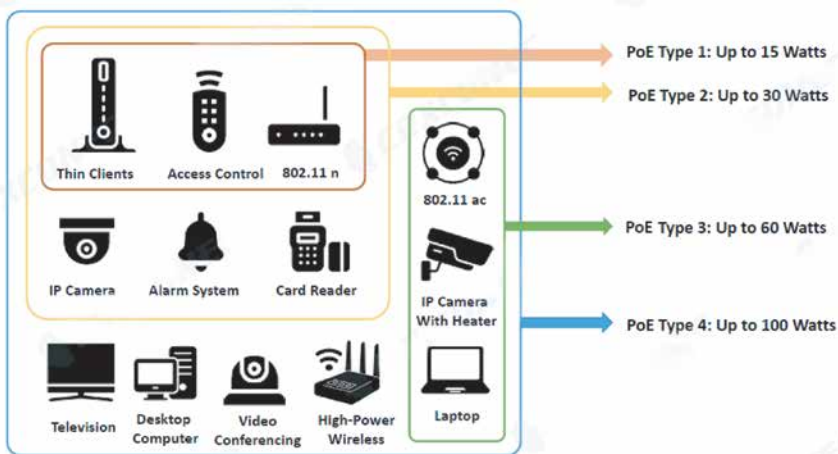 PoE Type 1: Up to 15 Watts
PoE Type 2: Up to 30 Watts
Thin Clients
Access Control
802.11 n
802.11 ac
PoE Type 3: Up to 60 Watts
IP Camera
Alarm System
Card Reader
IP Camera
With Heater
PoE Type 4: Up to 100 Watts
Television
Desktop
Computer
Video
Conferencing
High-Power
Wireless
Laptop